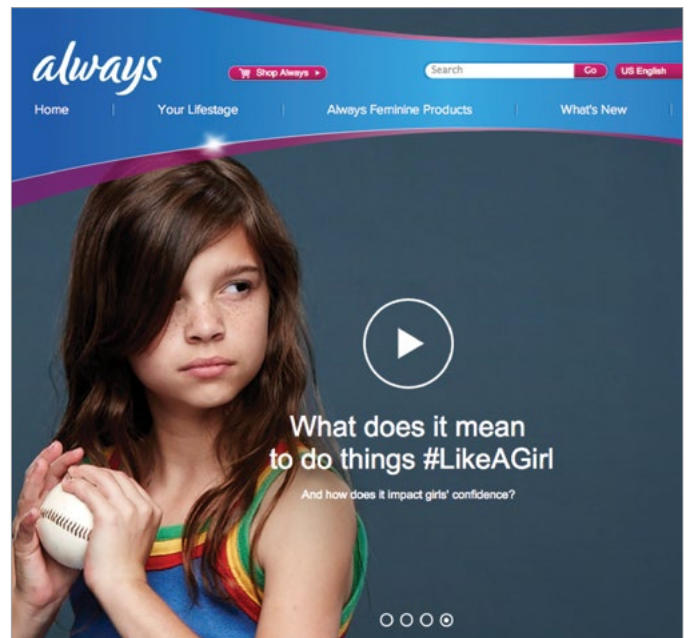 always
Shop Always
Search
Go
US English
Home
Your Lifestage
Always Feminine Products
What's New
What does it mean
to do things #LikeAGirl
And how does it impact girls' confidence?